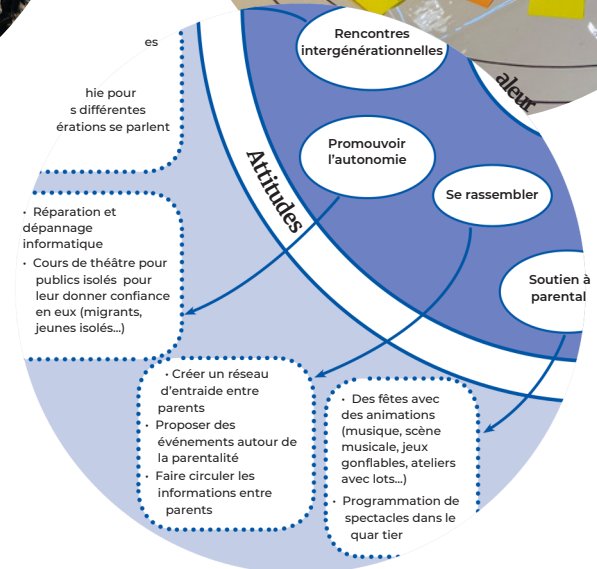 es
hie pour
s différentes
érations se parlent
Rencontres
intergénérationnelles
aleur
Promouvoir
l'autonomie
Attitudes
Se rassembler
Soutien à
parental
· Réparation et
dépannage
informatique
· Cours de théâtre pour
publics isolés pour
leur donner confiance
en eux (migrants,
jeunes isolés...)
· Créer un réseau
d'entraide entre
parents
· Proposer des
événements autour de
la parentalité
· Faire circuler les
informations entre
parents
· Des fêtes avec
des animations
(musique, scène
musicale, jeux
gonflables, ateliers
avec lots...)
· Programmation de
spectacles dans le
quar tier